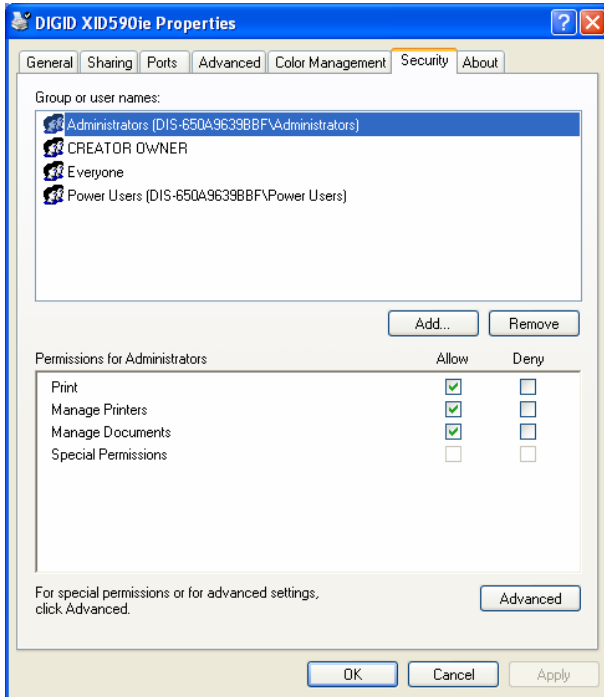 DIGID XID590ie Properties
General Sharing Ports Advanced Color Management Security About
Group or user names:
Administrators (DIS-650A9639BBF\Administrators)
CREATOR OWNER
Everyone
Power Users (DIS-650A9639BBF\Power Users)
Add... Remove
Permissions for Administrators Allow Deny
Print
Manage Printers
Manage Documents
Special Permissions
For special permissions or for advanced settings,
click Advanced.
Advanced
OK Cancel Apply